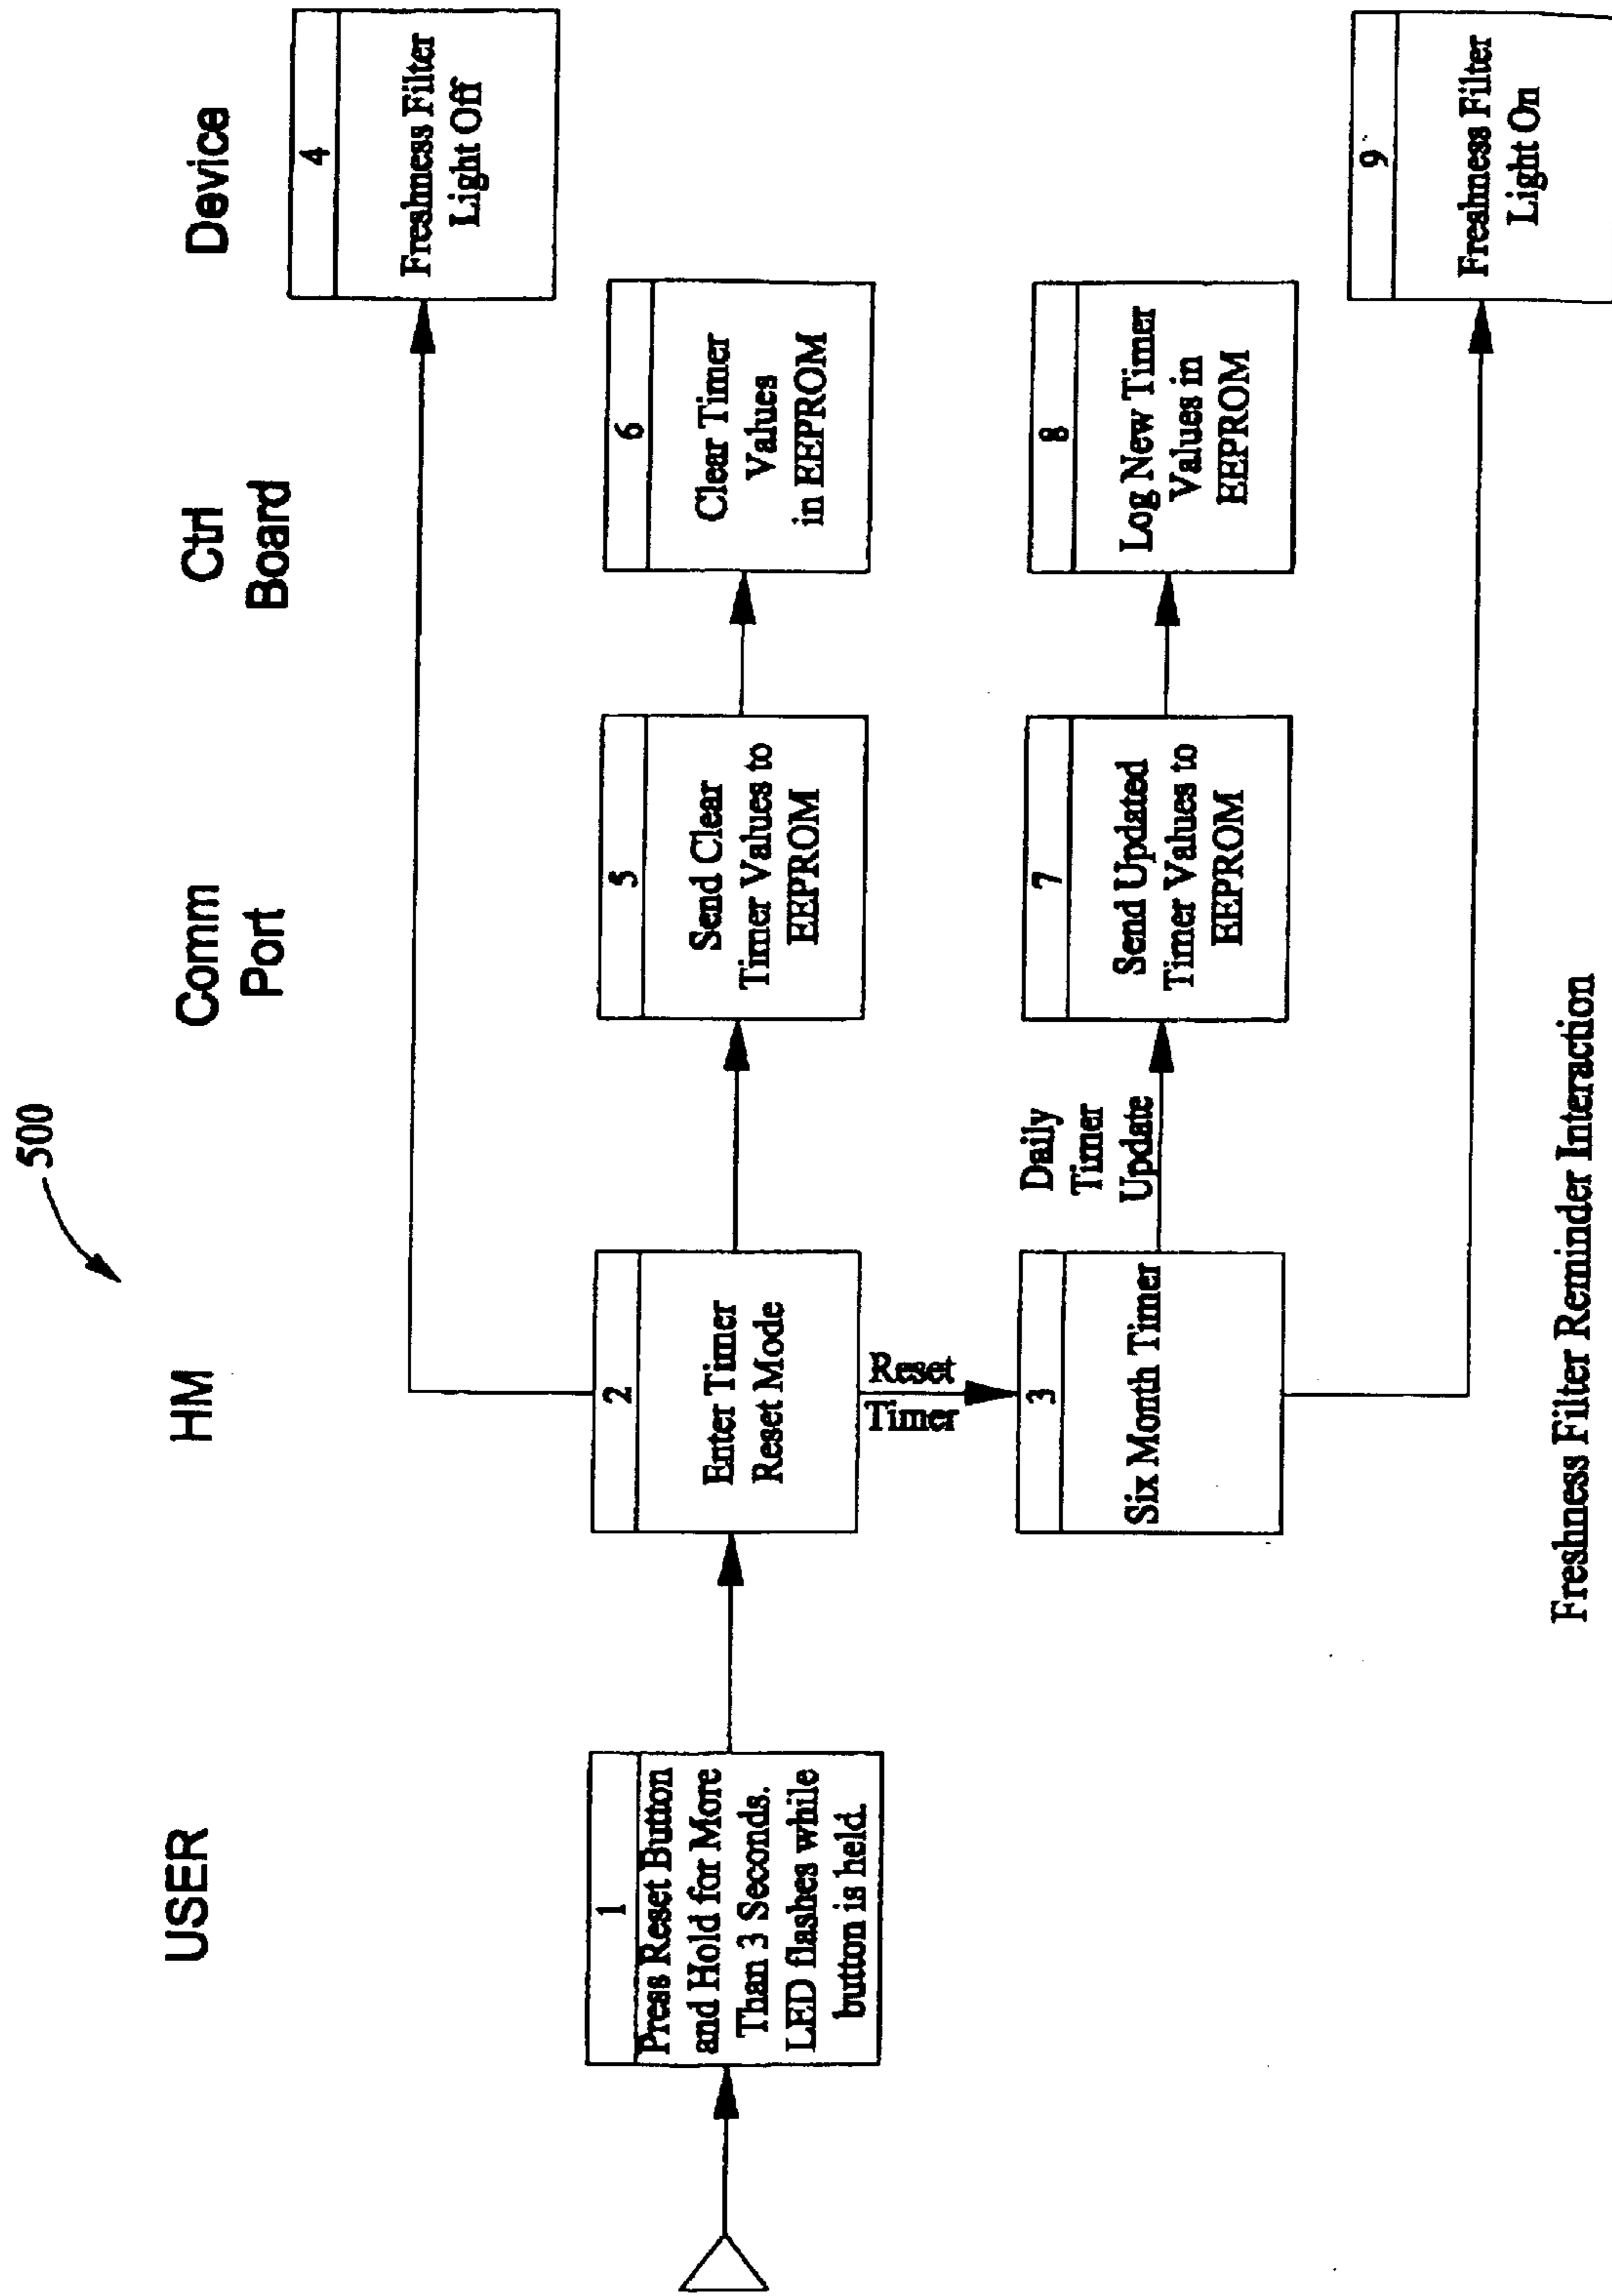 500
USER
HM
Comm
Port
Ctrl
Board
Device
1
Press Reset Button
and Hold for More
Than 3 Seconds.
LED flashes while
button is held.
2
Enter Timer
Reset Mode
Reset
Timer
3
Six Month Timer
Daily
Timer
Update
4
Freshness Filter
Light Off
5
Send Clear
Timer Values to
EEPROM
6
Clear Timer
Values
in EEPROM
7
Send Updated
Timer Values to
EEPROM
8
Log New Timer
Values in
EEPROM
9
Freshness Filter
Light On
Freshness Filter Reminder Interaction